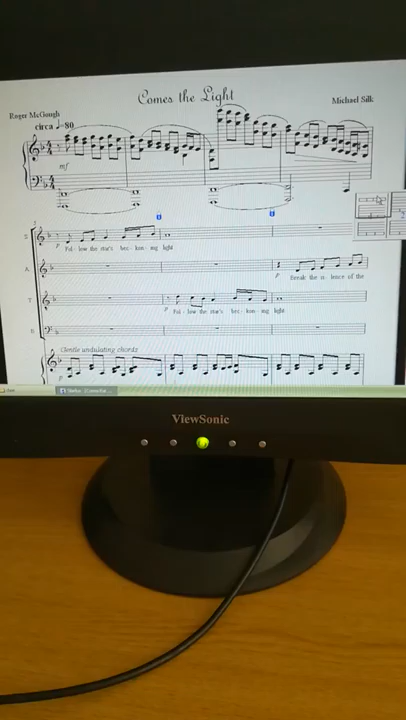 Comes the Light
Roger McGough
Michael Silk
circa ♩=80
mf
S
P
Fol - low the star's bec - kon - ing light
A
P
Break the si - lence of the
T
P
Fol - low the star's bec - kon - ing light
B
Gentle undulating chords
P
ViewSonic